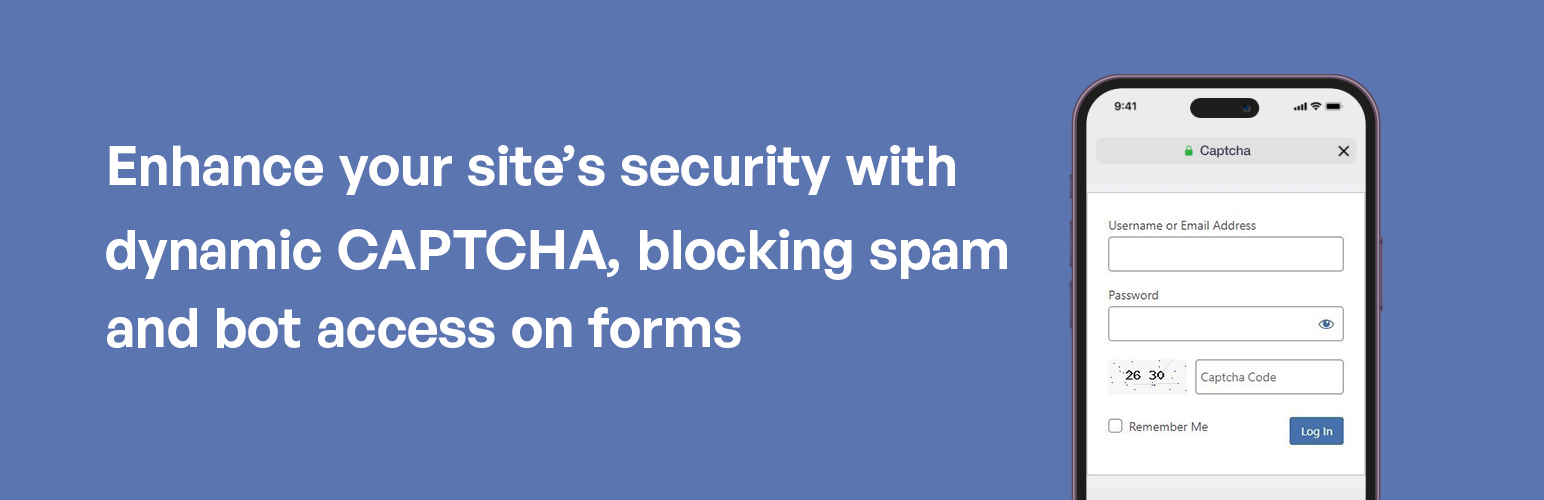 Enhance your site’s security with
dynamic CAPTCHA, blocking spam
and bot access on forms
9:41
Captcha
Username or Email Address
Password
26 30
Captcha Code
Remember Me
Log In